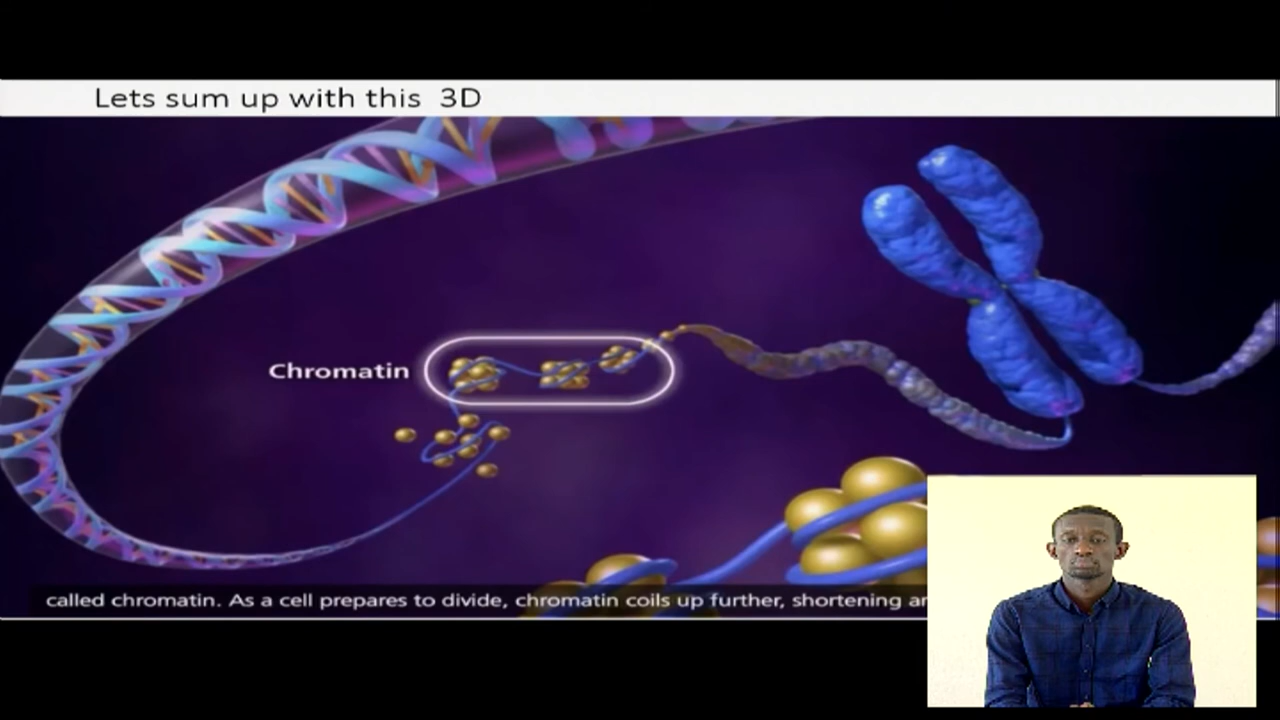 Lets sum up with this 3D
Chromatin
called chromatin. As a cell prepares to divide, chromatin coils up further, shortening